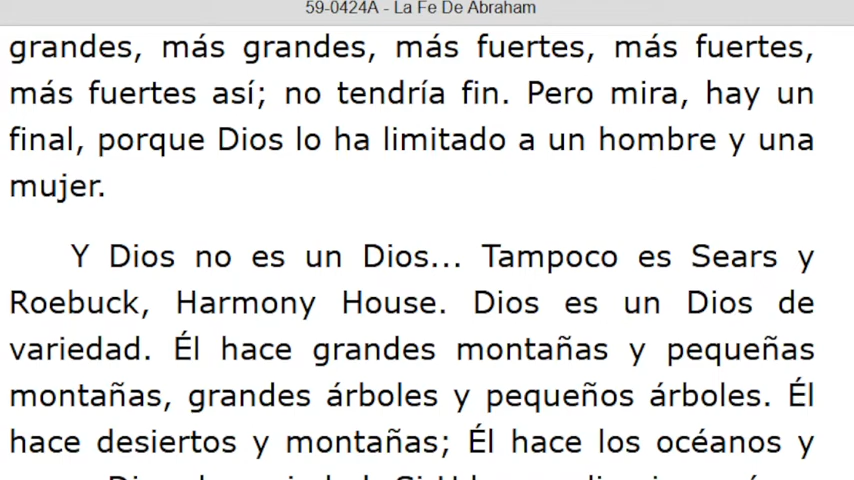 59-0424A - La Fe De Abraham
grandes, más grandes, más fuertes, más fuertes,
más fuertes así; no tendría fin. Pero mira, hay un
final, porque Dios lo ha limitado a un hombre y una
mujer.
Y Dios no es un Dios... Tampoco es Sears y
Roebuck, Harmony House. Dios es un Dios de
variedad. Él hace grandes montañas y pequeñas
montañas, grandes árboles y pequeños árboles. Él
hace desiertos y montañas; Él hace los océanos y